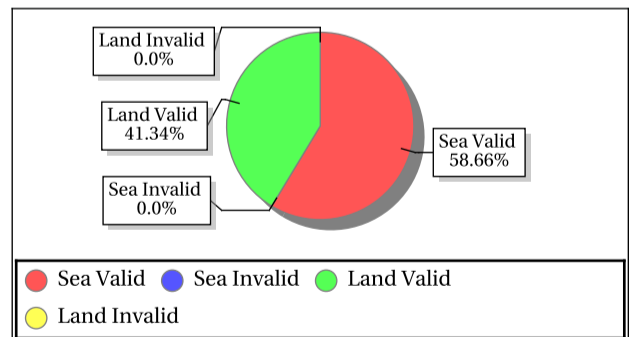 Land Invalid
0.0%
Land Valid
41.34%
Sea Valid
58.66%
Sea Invalid
0.0%
Sea Valid Sea Invalid Land Valid
Land Invalid